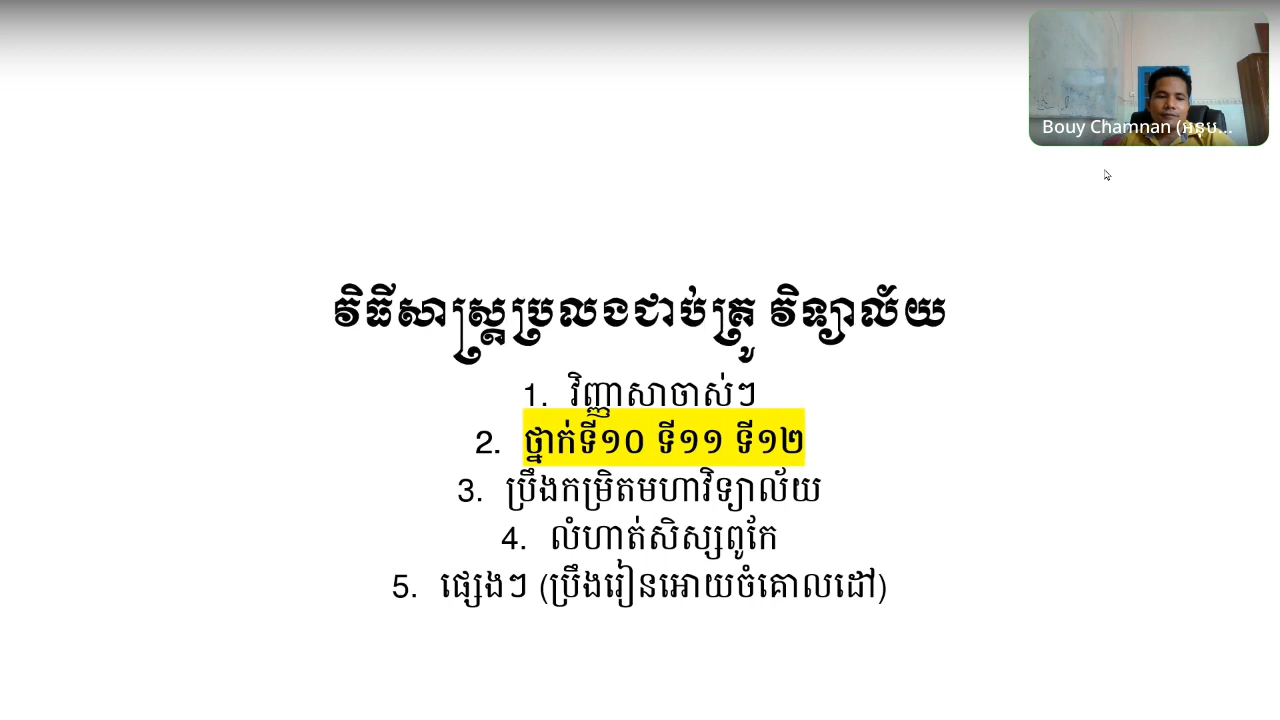 Bouy Chamnan (អនុប...
វិធីសាស្ត្រប្រលងជាប់គ្រូ វិទ្យាល័យ
1. វិញ្ញាសាចាស់ៗ
2. ថ្នាក់ទី១០ ទី១១ ទី១២
3. ប្រឹងកម្រិតមហាវិទ្យាល័យ
4. លំហាត់សិស្សពូកែ
5. ផ្សេងៗ (ប្រឹងរៀនអោយចំគោលដៅ)